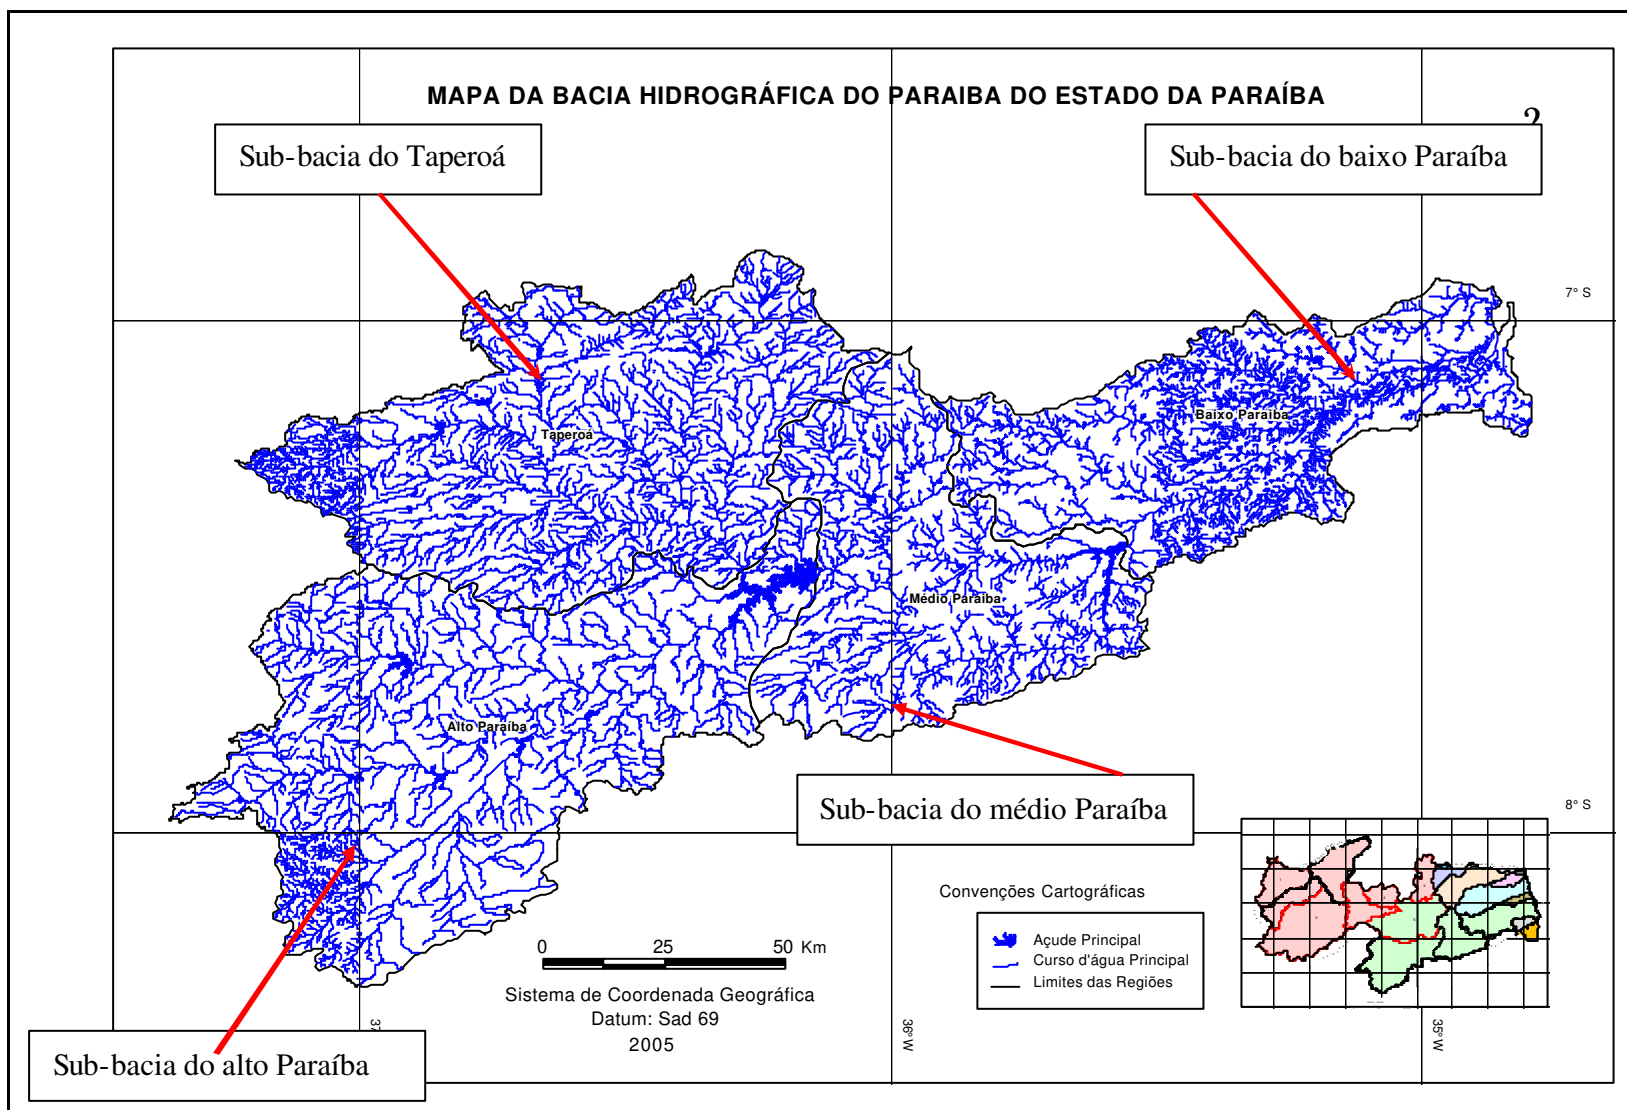 MAPA DA BACIA HIDROGRÁFICA DO PARAIBA DO ESTADO DA PARAÍBA
Sub-bacia do Taperoá
Sub-bacia do baixo Paraíba
7° S
Baixo Paraiba
Taperoá
Médio Paraiba
Alto Paraíba
Sub-bacia do médio Paraíba
8° S
Convenções Cartográficas
Açude Principal
Curso d'água Principal
Limites das Regiões
0 25 50 Km
Sistema de Coordenada Geográfica
Datum: Sad 69
2005
36°W
35°W
Sub-bacia do alto Paraíba